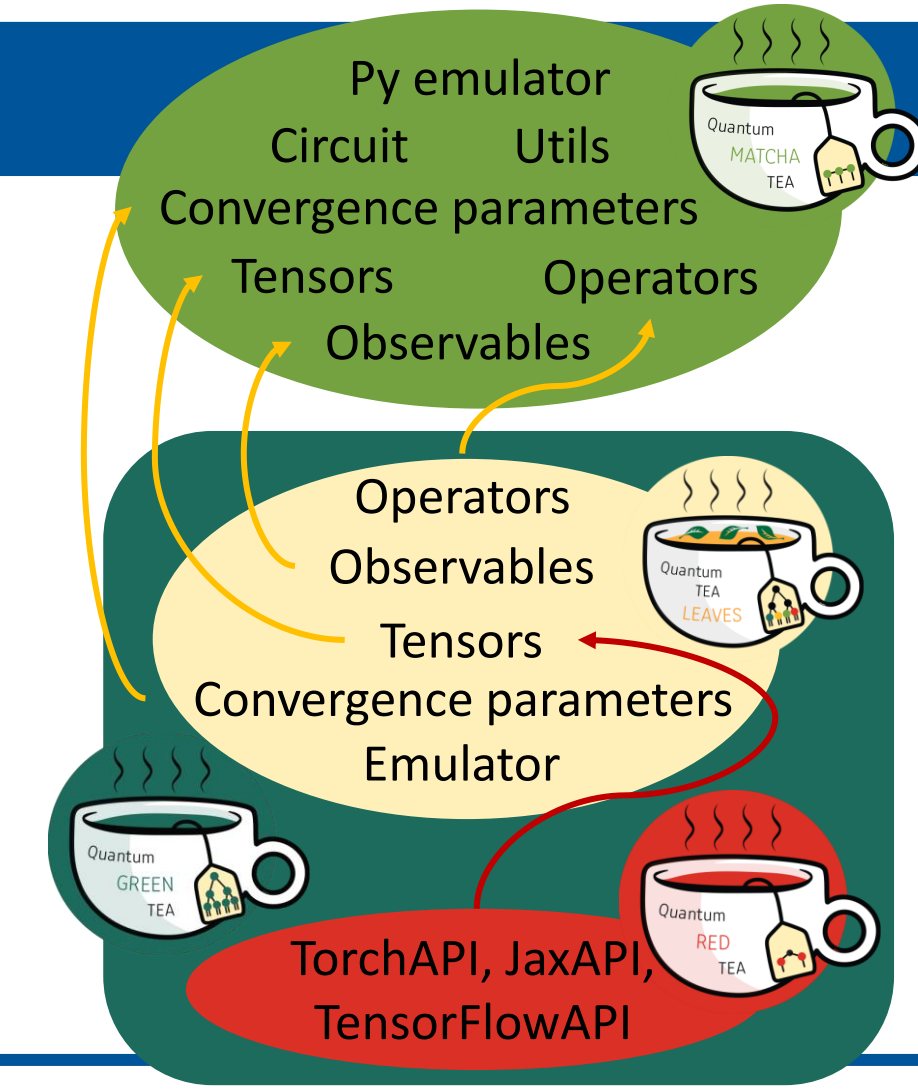 Py emulator
Circuit Utils
Quantum
MATCHA
TEA
Convergence parameters
Tensors Operators
Observables
Operators
Observables
Quantum
TEA
LEAVES
Tensors
Convergence parameters
Emulator
Quantum
GREEN
TEA
Quantum
RED
TEA
TorchAPI, JaxAPI,
TensorFlowAPI